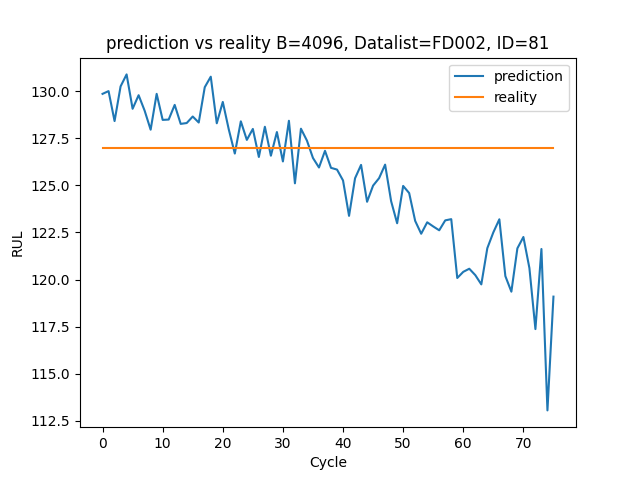 prediction vs reality B=4096, Datalist=FD002, ID=81
prediction
reality
RUL
130.0
127.5
125.0
122.5
120.0
117.5
115.0
112.5
0 10 20 30 40 50 60 70
Cycle